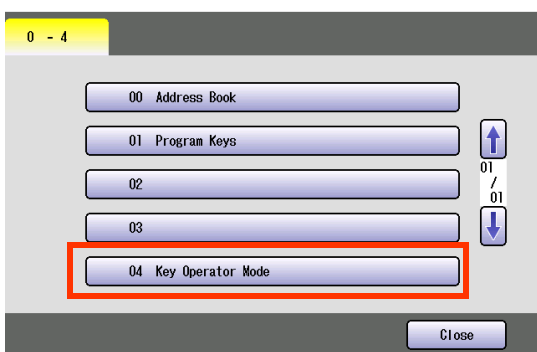 0 - 4
00 Address Book
01 Program Keys
02
03
04 Key Operator Mode
01
/
01
Close